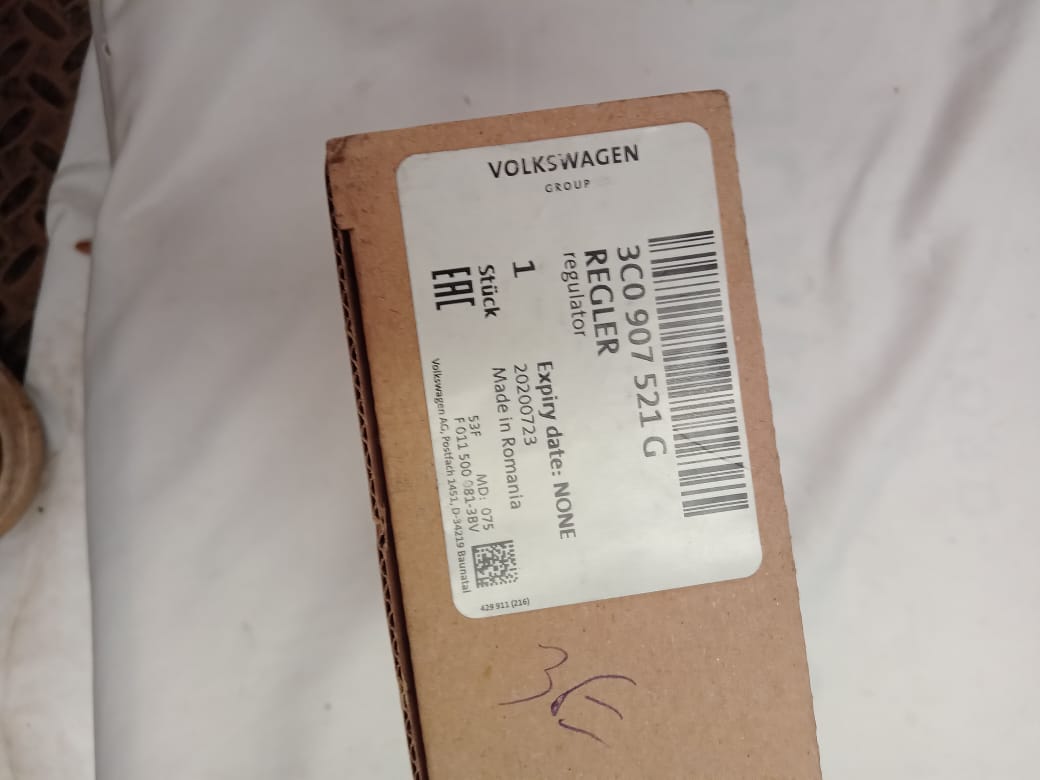 VOLKSWAGEN
GROUP
3C0 907 521 G
REGLER
regulator
1
Stück
EAC
Expiry date: NONE
20200723
Made in Romania
53F MD: 075
F 011 500 081-3BV
Volkswagen AG, Postfach 1451, D-34219 Baunatal
429 911 (216)